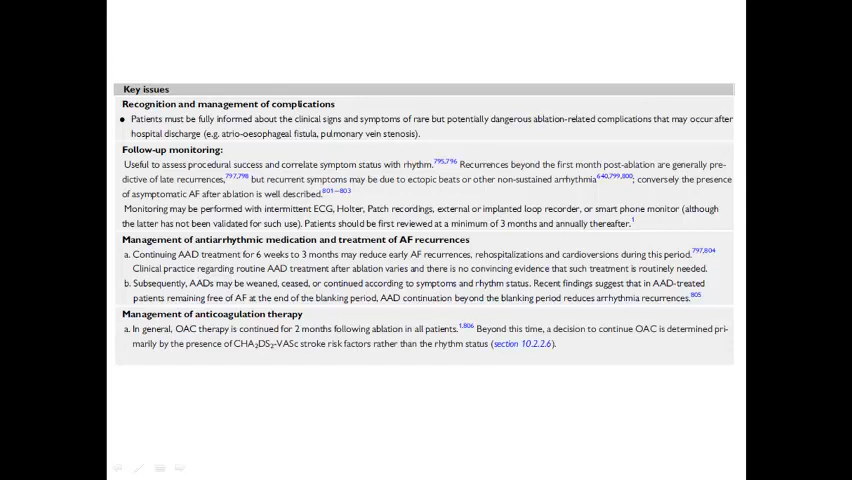 Key issues
Recognition and management of complications
● Patients must be fully informed about the clinical signs and symptoms of rare but potentially dangerous ablation-related complications that may occur after
hospital discharge (e.g. atrio-oesophageal fistula, pulmonary vein stenosis).
Follow-up monitoring:
Useful to assess procedural success and correlate symptom status with rhythm.795,796 Recurrences beyond the first month post-ablation are generally pre-
dictive of late recurrences,797,798 but recurrent symptoms may be due to ectopic beats or other non-sustained arrhythmia640,799,800; conversely the presence
of asymptomatic AF after ablation is well described.801–803
Monitoring may be performed with intermittent ECG, Holter, Patch recordings, external or implanted loop recorder, or smart phone monitor (although
the latter has not been validated for such use). Patients should be first reviewed at a minimum of 3 months and annually thereafter.1
Management of antiarrhythmic medication and treatment of AF recurrences
a. Continuing AAD treatment for 6 weeks to 3 months may reduce early AF recurrences, rehospitalizations and cardioversions during this period.797,804
Clinical practice regarding routine AAD treatment after ablation varies and there is no convincing evidence that such treatment is routinely needed.
b. Subsequently, AADs may be weaned, ceased, or continued according to symptoms and rhythm status. Recent findings suggest that in AAD-treated
patients remaining free of AF at the end of the blanking period, AAD continuation beyond the blanking period reduces arrhythmia recurrences.805
Management of anticoagulation therapy
a. In general, OAC therapy is continued for 2 months following ablation in all patients.1,806 Beyond this time, a decision to continue OAC is determined pri-
marily by the presence of CHA2DS2-VASc stroke risk factors rather than the rhythm status (section 10.2.2.6).